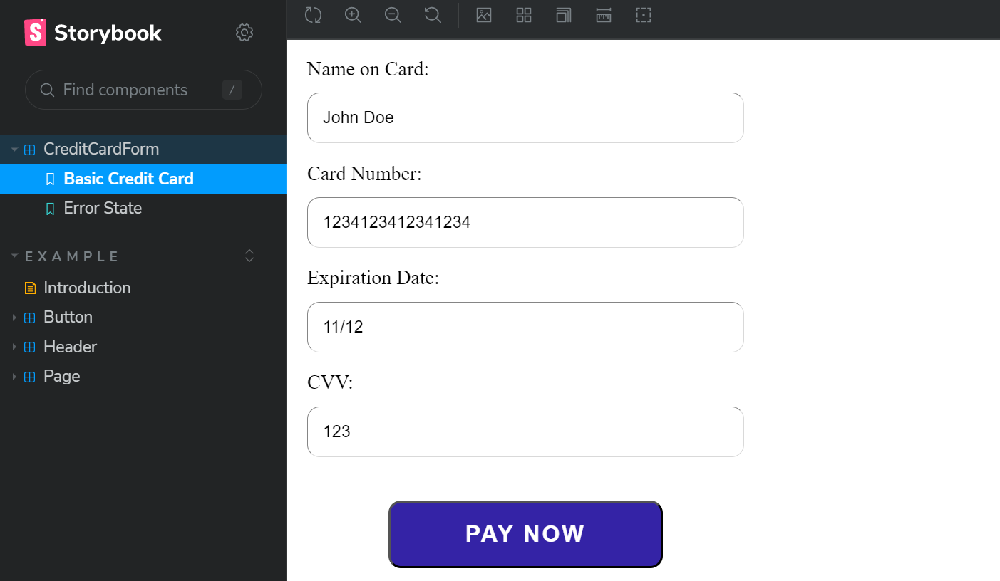 Storybook
Find components /
CreditCardForm
Basic Credit Card
Error State
EXAMPLE
Introduction
Button
Header
Page
Name on Card:
John Doe
Card Number:
1234123412341234
Expiration Date:
11/12
CVV:
123
PAY NOW